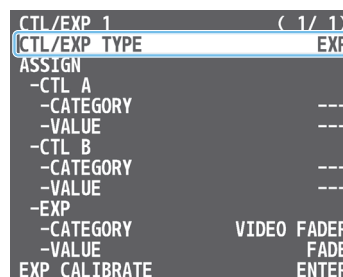 CTL/EXP 1 ( 1/ 1)
CTL/EXP TYPE EXP
ASSIGN
-CTL A
-CATEGORY ---
-VALUE ---
-CTL B
-CATEGORY ---
-VALUE ---
-EXP
-CATEGORY VIDEO FADER
-VALUE FADE
EXP CALIBRATE ENTER